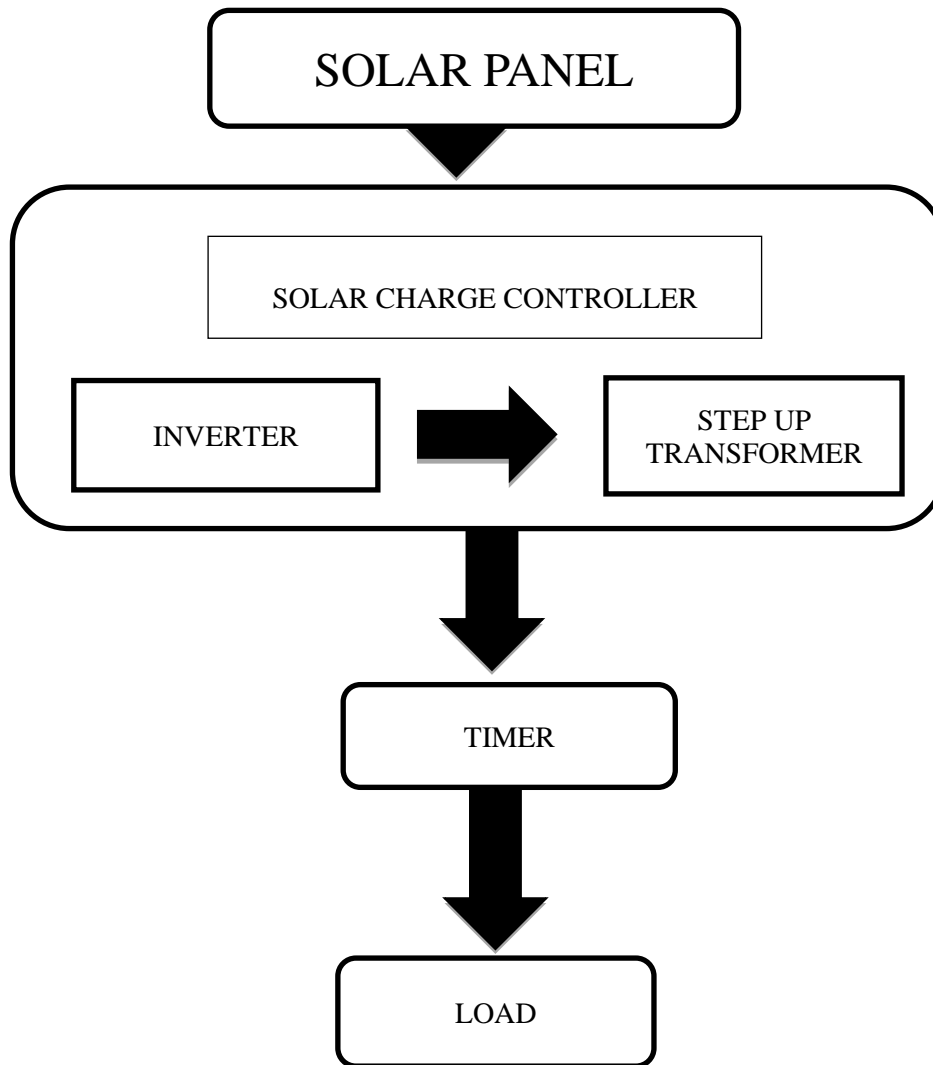 SOLAR PANEL
SOLAR CHARGE CONTROLLER
INVERTER
STEP UP
TRANSFORMER
TIMER
LOAD